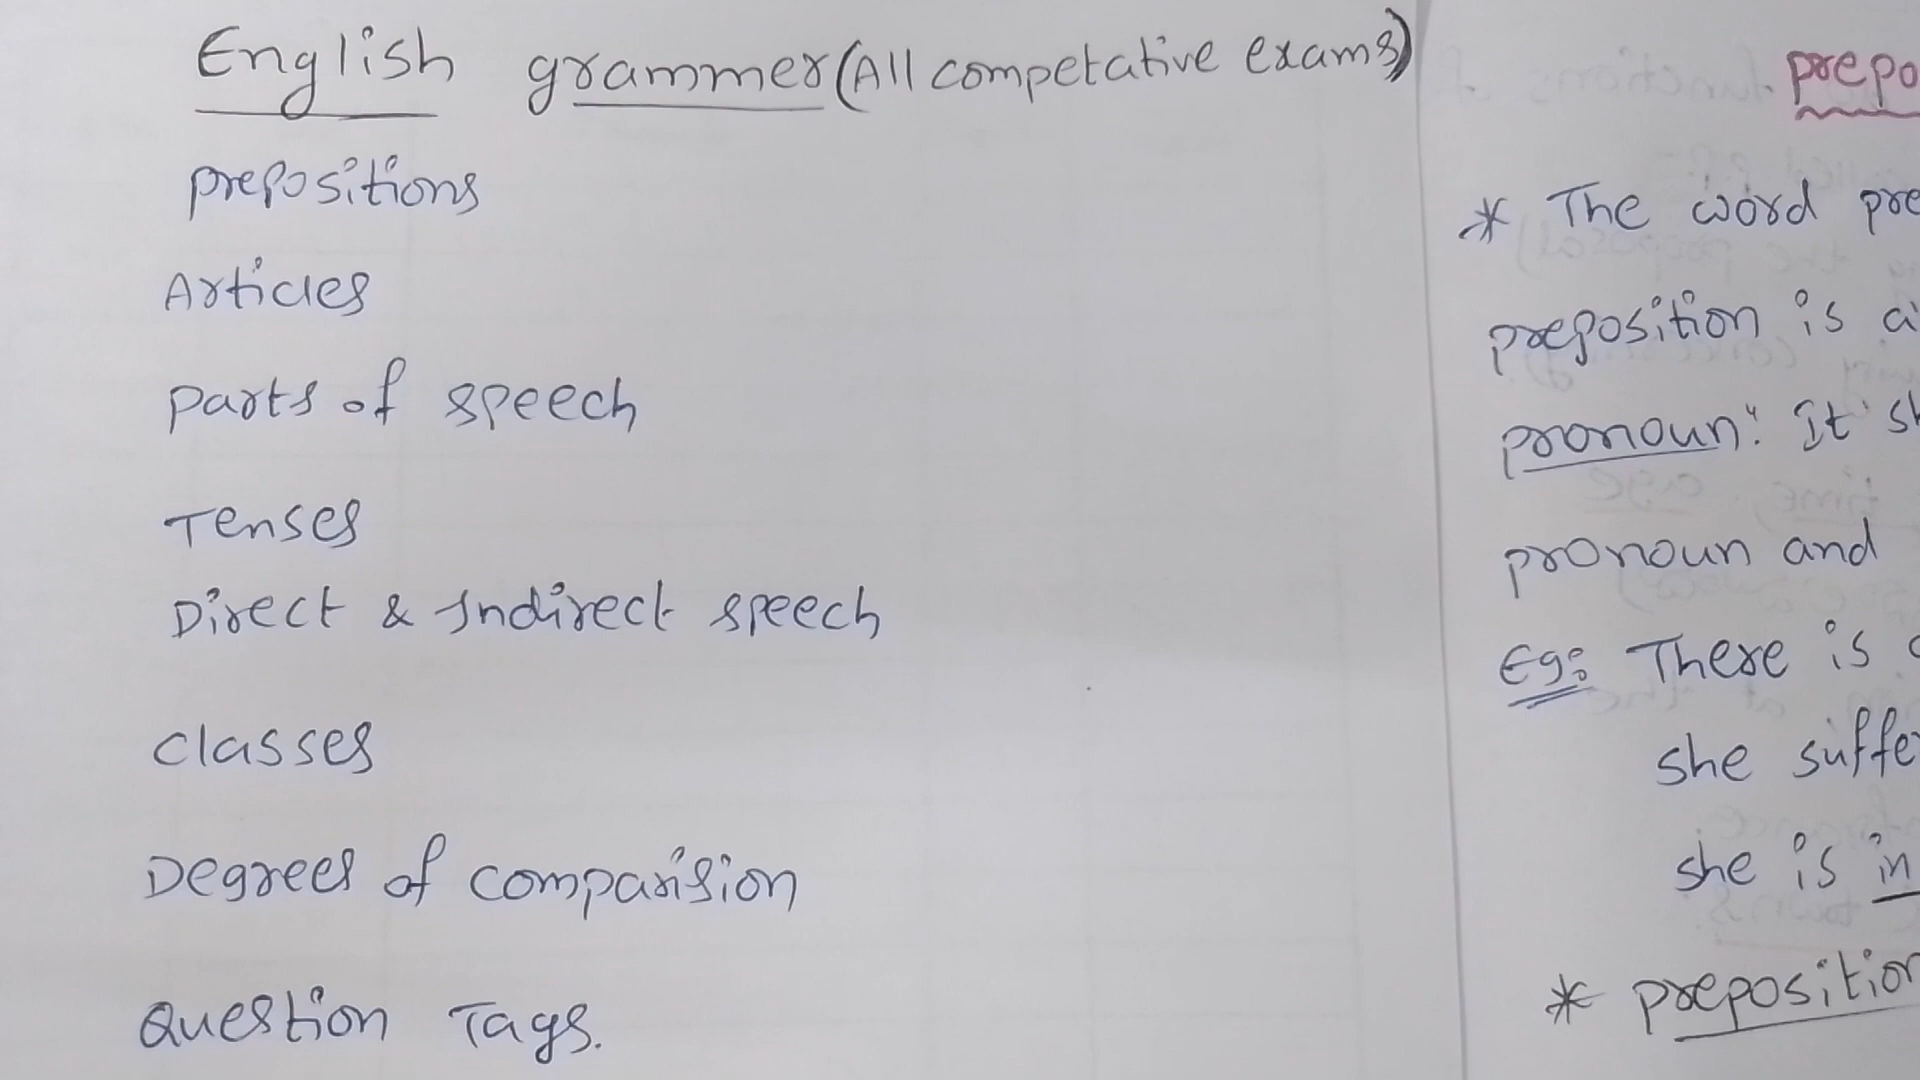 English grammer (All competative exams)
prepositions
Articles
parts of speech
Tenses
Direct & Indirect speech
classes
Degrees of comparision
Question Tags.
prepo
* The word pre
preposition is a
pronoun". It sh
pronoun and
Eg: There is
she suffe
she is in
* preposition